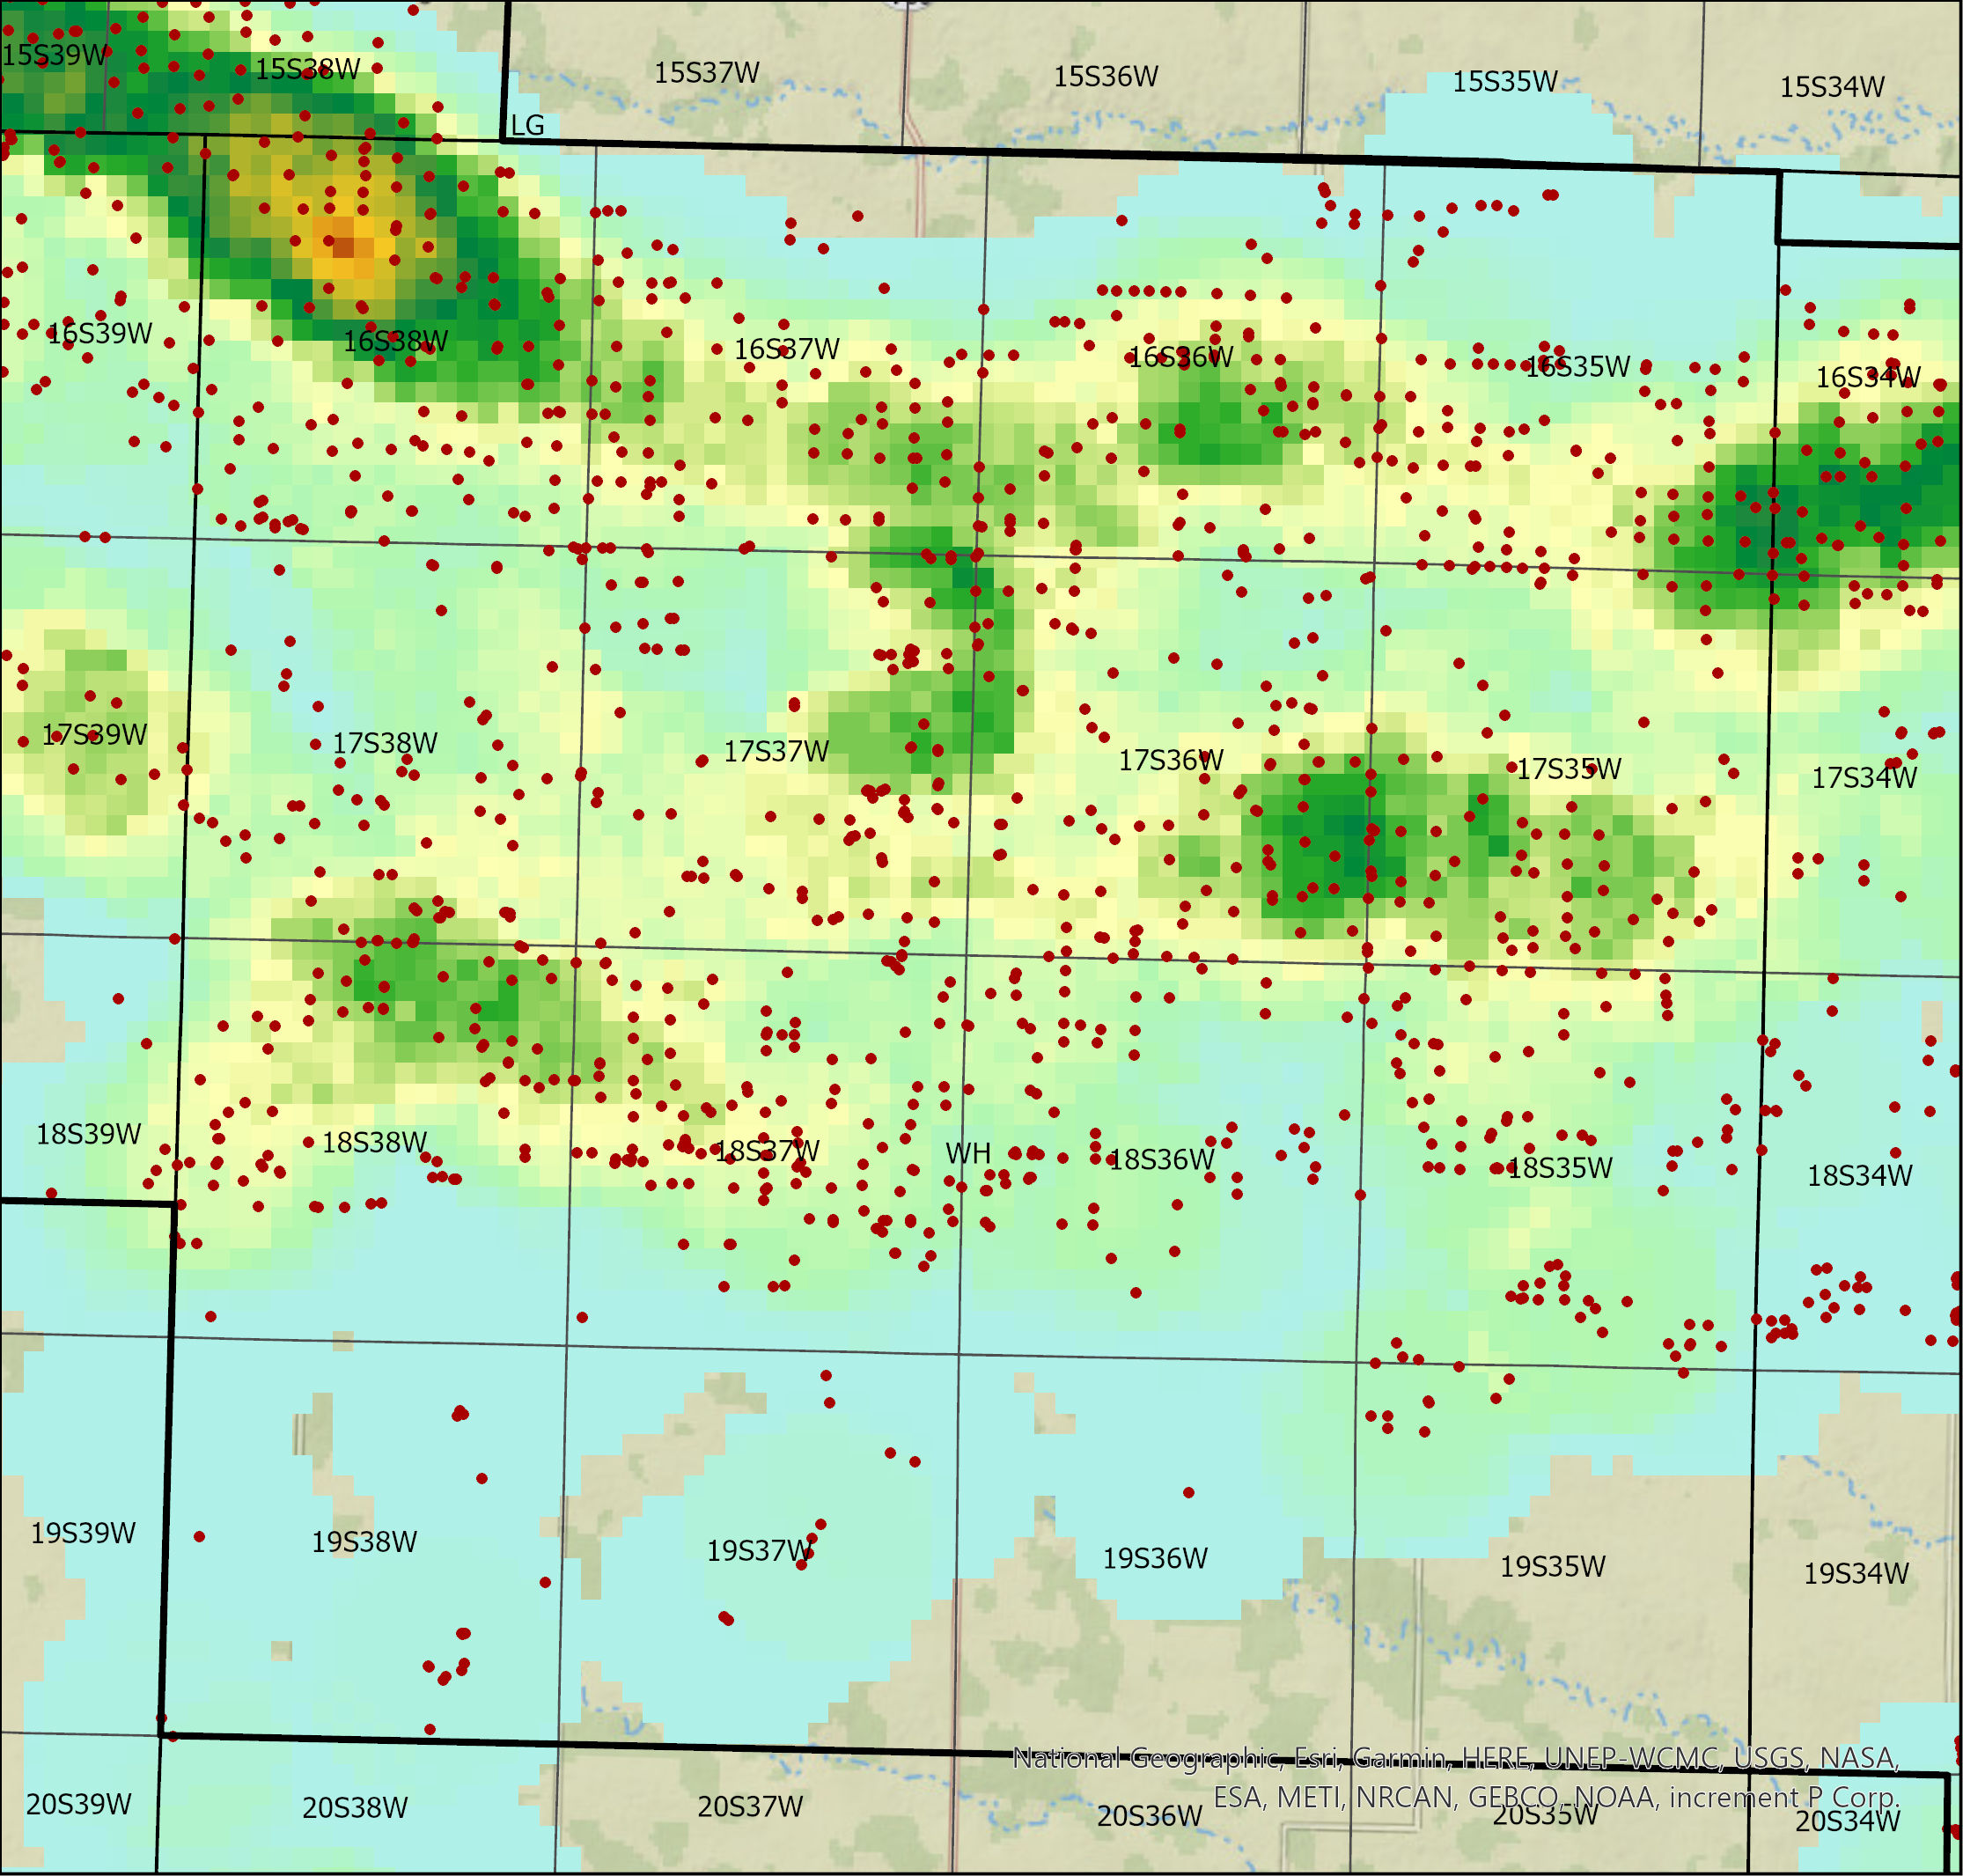 15S39W
15S38W
15S37W
15S36W
15S35W
15S34W
LG
16S39W
16S38W
16S37W
16S36W
16S35W
16S34W
17S39W
17S38W
17S37W
17S36W
17S35W
17S34W
18S39W
18S38W
18S37W
WH
18S36W
18S35W
18S34W
19S39W
19S38W
19S37W
19S36W
19S35W
19S34W
National Geographic, Esri, Garmin, HERE, UNEP-WCMC, USGS, NASA,
ESA, METI, NRCAN, GEBCO, NOAA, increment P Corp.
20S39W
20S38W
20S37W
20S36W
20S35W
20S34W